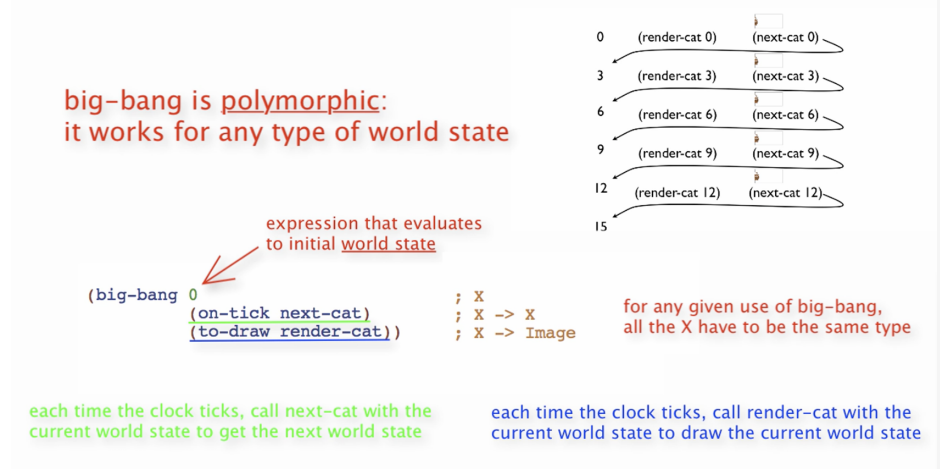 big-bang is polymorphic:
it works for any type of world state
0 (render-cat 0) (next-cat 0)
3 (render-cat 3) (next-cat 3)
6 (render-cat 6) (next-cat 6)
9 (render-cat 9) (next-cat 9)
12 (render-cat 12) (next-cat 12)
15
expression that evaluates
to initial world state
(big-bang 0 ; X
(on-tick next-cat) ; X -> X
(to-draw render-cat)) ; X -> Image
for any given use of big-bang,
all the X have to be the same type
each time the clock ticks, call next-cat with the
current world state to get the next world state
each time the clock ticks, call render-cat with the
current world state to draw the current world state